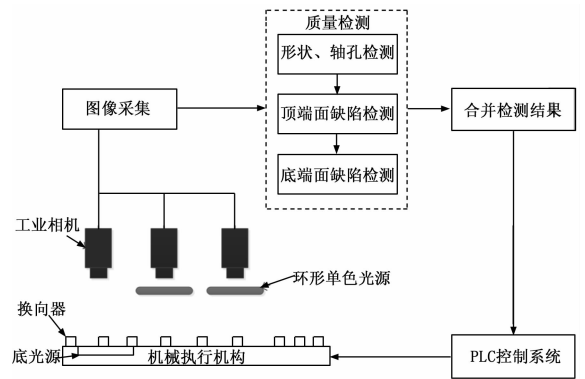 质量检测
形状、轴孔检测
图像采集
顶端面缺陷检测
合并检测结果
底端面缺陷检测
工业相机
环形单色光源
换向器
底光源
机械执行机构
PLC控制系统